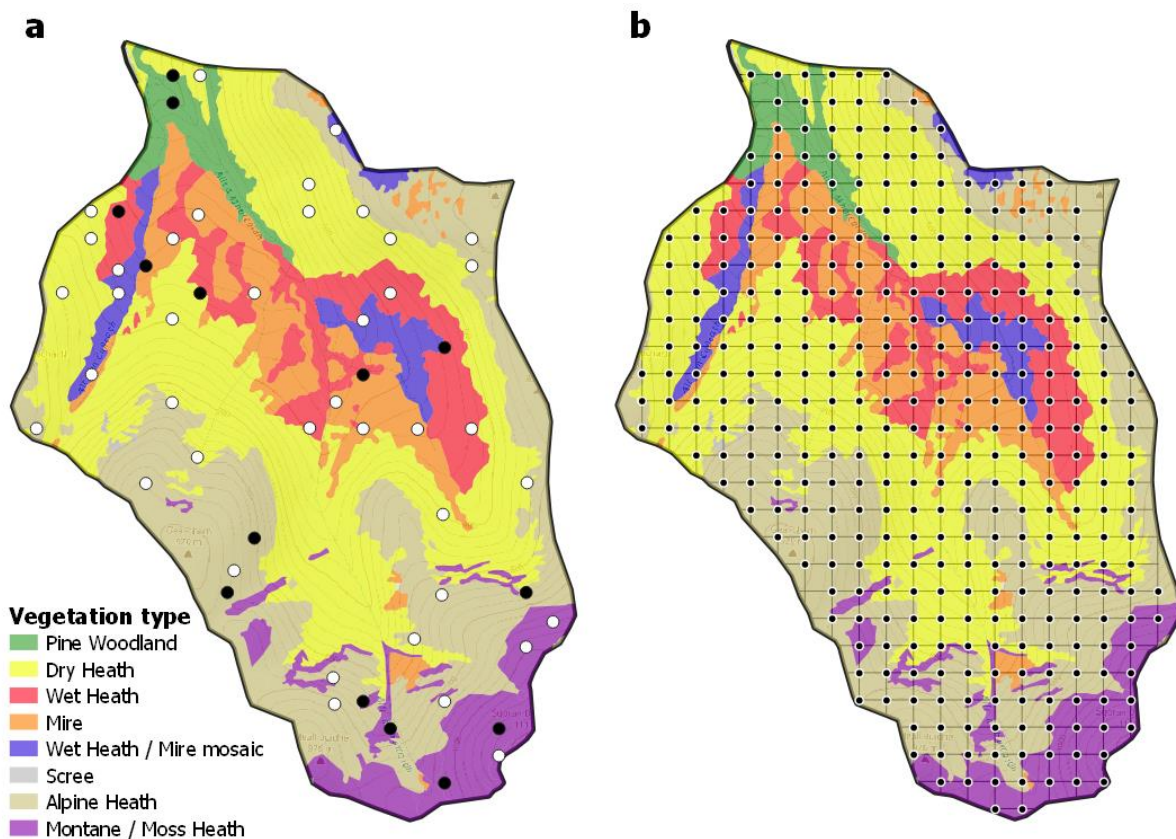 a
b
Vegetation type
Pine Woodland
Dry Heath
Wet Heath
Mire
Wet Heath / Mire mosaic
Scree
Alpine Heath
Montane / Moss Heath